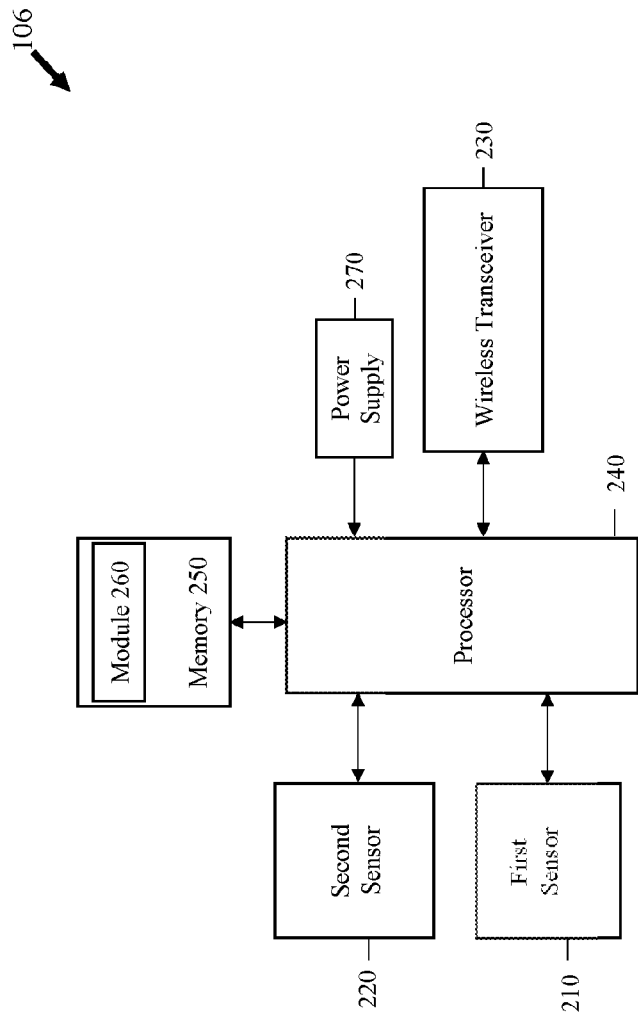 106
Module 260
Memory 250
Power
Supply
270
Wireless Transceiver
230
Processor
240
Second
Sensor
220
First
Sensor
210